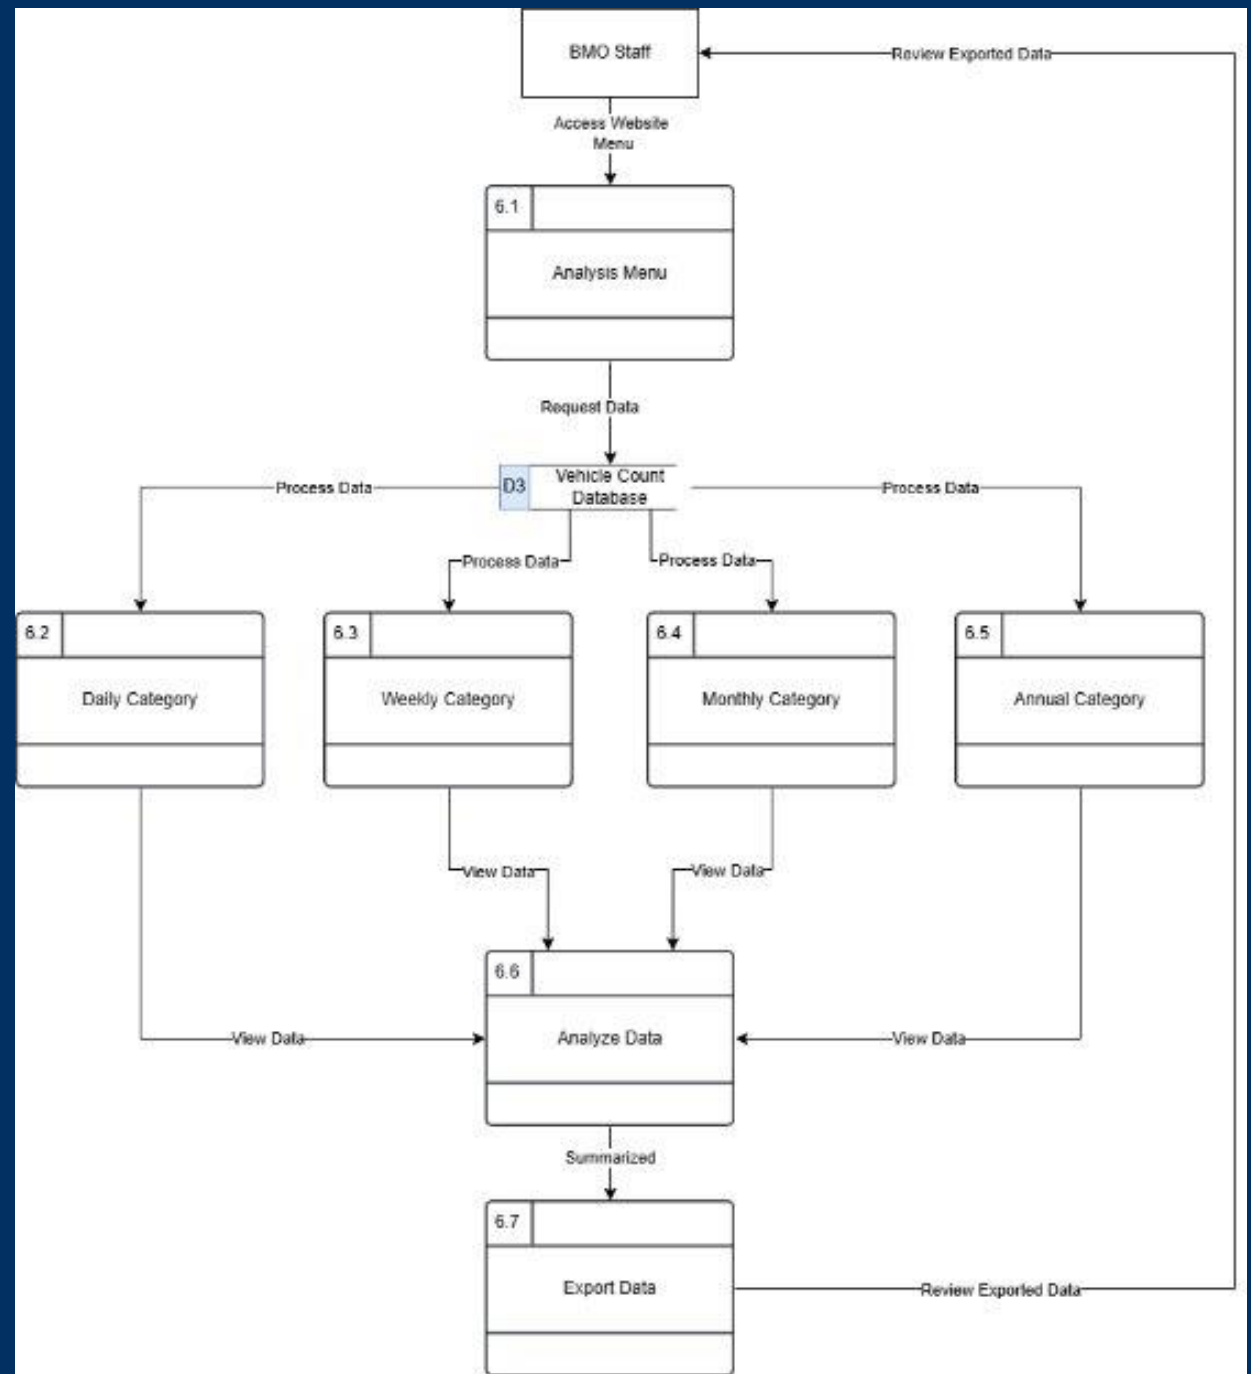 BMO Staff
Review Exported Data
Access Website
Menu
6.1
Analysis Menu
Request Data
Process Data
D3
Vehicle Count
Database
Process Data
Process Data
Process Data
6.2
Daily Category
6.3
Weekly Category
6.4
Monthly Category
6.5
Annual Category
View Data
View Data
6.6
View Data
Analyze Data
View Data
Summarized
6.7
Export Data
Review Exported Data